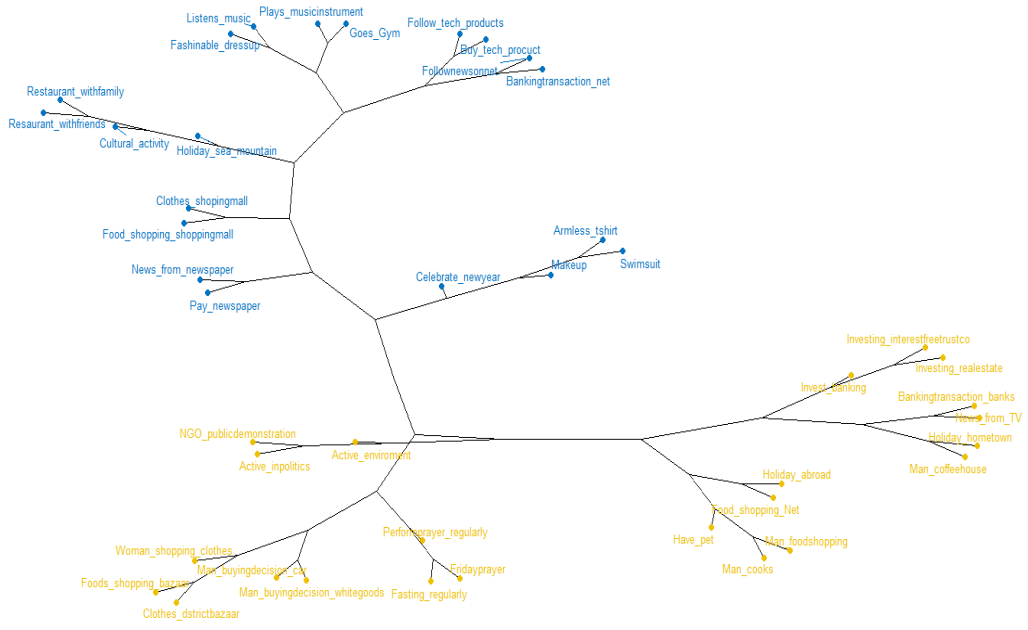 Plays_musicinstrument
Listens_music
Follow_tech_products
Goes_Gym
Fashinable_dressup
Buy_tech_procuct
Follownewsonnet
Bankingtransaction_net
Restaurant_withfamily
Resaurant_withfriends
Cultural_activity
Holiday_sea_mountain
Clothes_shopingmall
Food_shopping_shoppingmall
Armless_tshirt
News_from_newspaper
Makeup
Swimsuit
Celebrate_newyear
Pay_newspaper
Investing_interestfreetrustco
Investing_realestate
Invest_banking
Bankingtransaction_banks
News_from_TV
NGO_publicdemonstration
Holiday_hometown
Active_enviroment
Active_inpolitics
Man_coffeehouse
Holiday_abroad
Food_shopping_Net
Performprayer_regularly
Have_pet
Man_foodshopping
Woman_shopping_clothes
Man_buyingdecision_car
Fridayprayer
Man_cooks
Foods_shopping_bazaar
Man_buyingdecision_whitegoods
Fasting_regularly
Clothes_dstrictbazaar